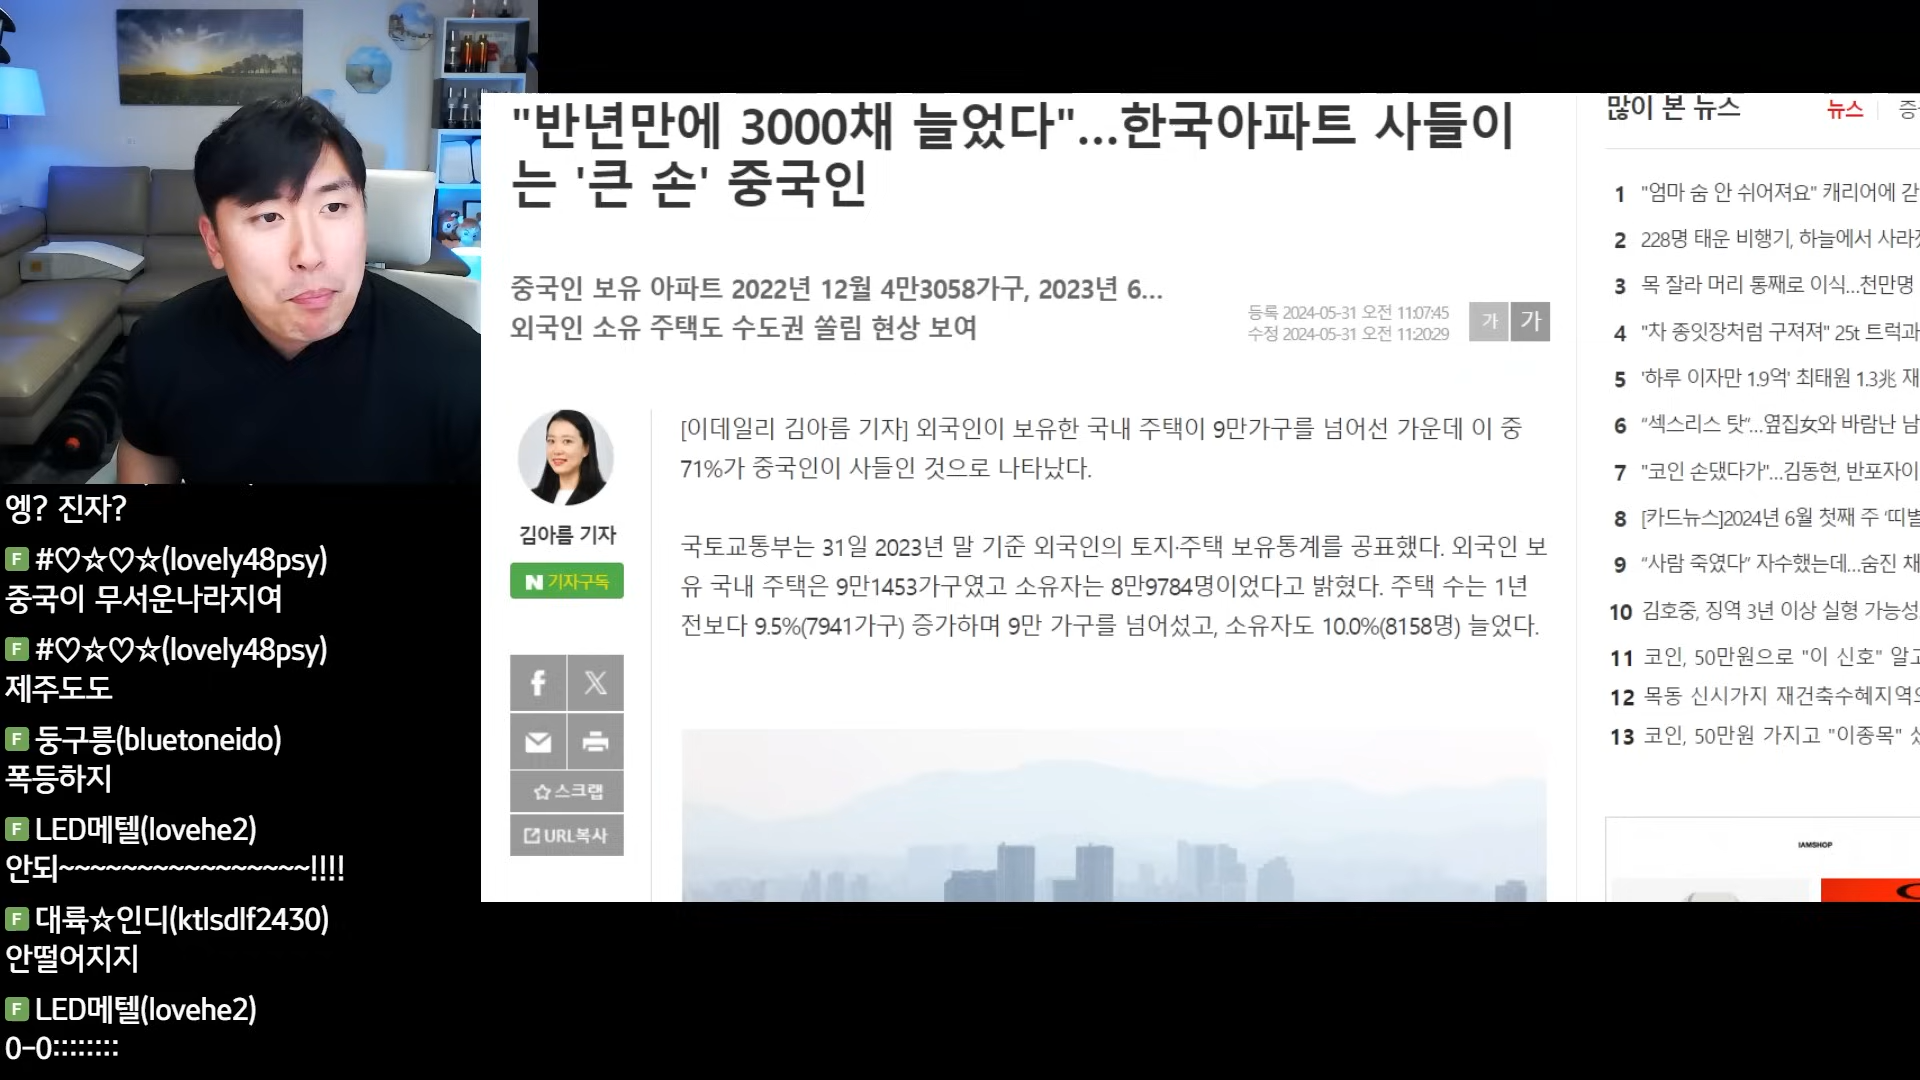 "반년만에 3000채 늘었다"...한국아파트 사들이
는 '큰 손' 중국인
중국인 보유 아파트 2022년 12월 4만3058가구, 2023년 6...
외국인 소유 주택도 수도권 쏠림 현상 보여
등록 2024-05-31 오전 11:07:45
수정 2024-05-31 오전 11:20:29
가 가
김아름 기자
N 기자구독
스크랩
URL복사
[이데일리 김아름 기자] 외국인이 보유한 국내 주택이 9만가구를 넘어선 가운데 이 중
71%가 중국인이 사들인 것으로 나타났다.
국토교통부는 31일 2023년 말 기준 외국인의 토지·주택 보유통계를 공표했다. 외국인 보
유 국내 주택은 9만1453가구였고 소유자는 8만9784명이었다고 밝혔다. 주택 수는 1년
전보다 9.5%(7941가구) 증가하며 9만 가구를 넘어섰고, 소유자도 10.0%(8158명) 늘었다.
많이 본 뉴스 뉴스
1 "엄마 숨 안 쉬어져요" 캐리어에 갇
2 228명 태운 비행기, 하늘에서
3 목 잘라 머리 통째로 이식...천만명
4 "차 종잇장처럼 구겨져" 25t 트럭과
5 '하루 이자만 1.9억' 최태원 1.3兆 재
6 “섹스리스 탓”...옆집女와 바람난 남
7 "코인 손댔다가"...김동현, 반포자이
8 [카드뉴스]2024년 6월 첫째 주 '띠별
9 “사람 죽였다” 자수했는데...숨진 채
10 김호중, 징역 3년 이상 실형 가능성
11 코인, 50만원으로 "이 신호" 알고
12 목동 신시가지 재건축수혜지역
13 코인, 50만원 가지고 "이종목"
IAMSHOP
엥? 진자?
F #♡☆♡☆(lovely48psy)
중국이 무서운나라지여
F #♡☆♡☆(lovely48psy)
제주도도
F 둥구릉(bluetoneido)
폭등하지
F LED메텔(lovehe2)
안되~~~~~~~~~~~~~~~~!!!!
F 대륙☆인디(ktlsdlf2430)
안떨어지지
F LED메텔(lovehe2)
0-0::::::::